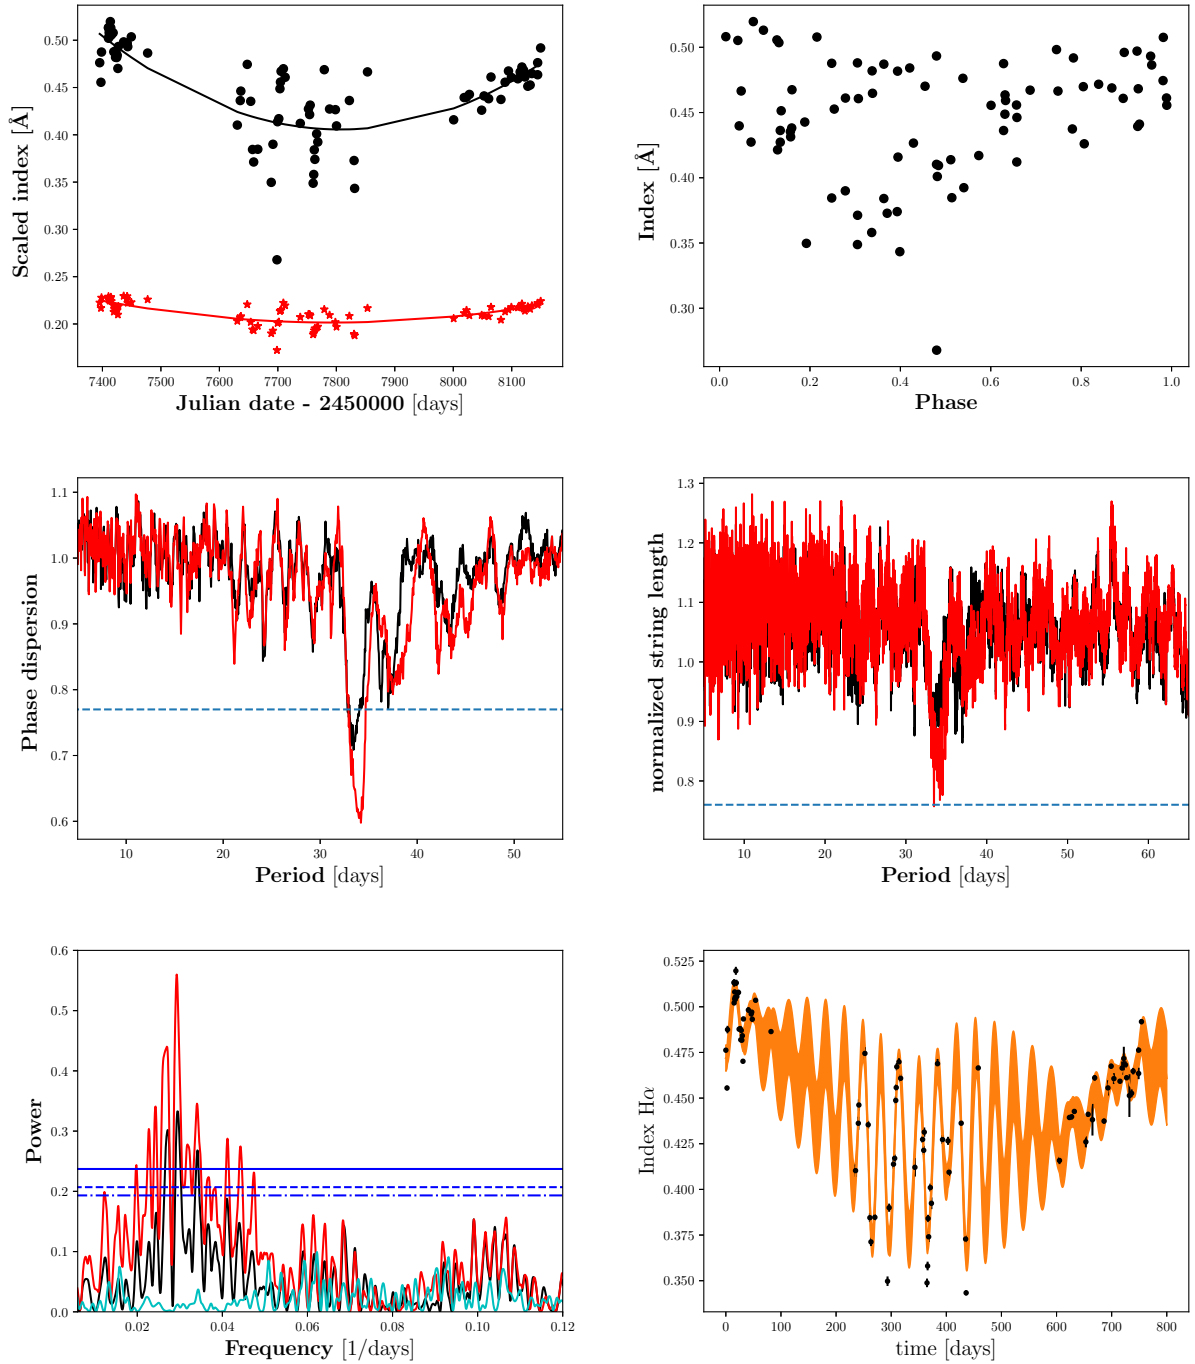 0.50
0.45
0.40
0.35
0.30
0.25
0.20
Scaled index [Å]
7400 7500 7600 7700 7800 7900 8000 8100
Julian date - 2450000 [days]
0.50
0.45
0.40
0.35
0.30
Index [Å]
0.0 0.2 0.4 0.6 0.8 1.0
Phase
1.1
1.0
0.9
0.8
0.7
0.6
Phase dispersion
10 20 30 40 50
Period [days]
1.3
1.2
1.1
1.0
0.9
0.8
normalized string length
10 20 30 40 50 60
Period [days]
0.6
0.5
0.4
0.3
0.2
0.1
0.0
Power
0.02 0.04 0.06 0.08 0.10 0.12
Frequency [1/days]
0.525
0.500
0.475
0.450
0.425
0.400
0.375
0.350
Index Hα
0 100 200 300 400 500 600 700 800
time [days]